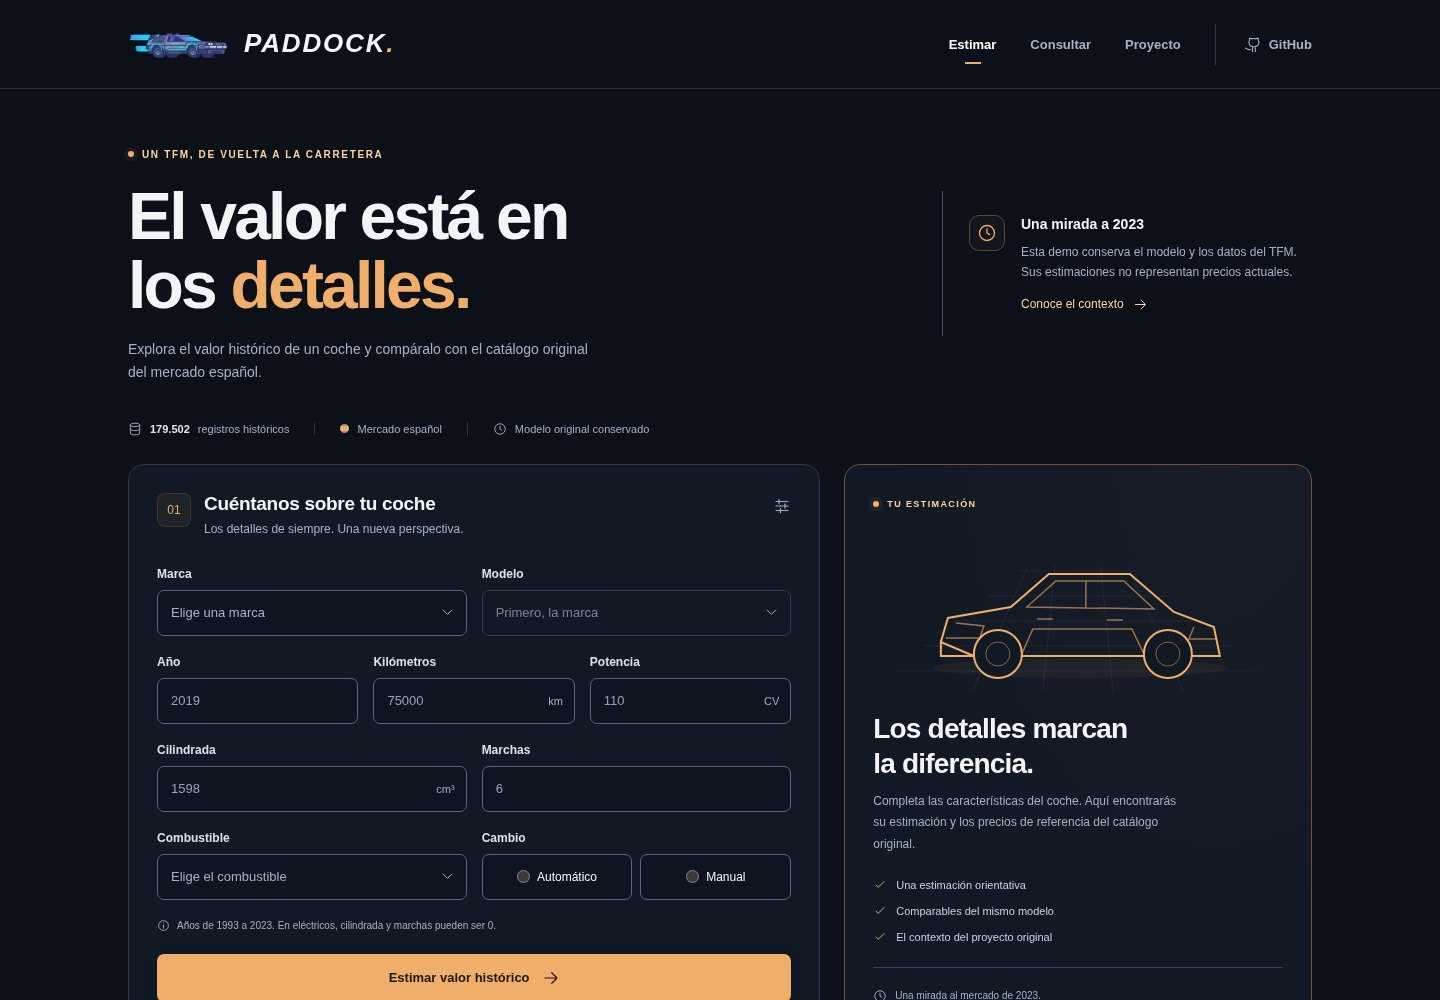 PADDOCK.
Estimar
Consultar
Proyecto
GitHub
UN TFM, DE VUELTA A LA CARRETERA
El valor está en
los detalles.
Explora el valor histórico de un coche y compáralo con el catálogo original
del mercado español.
Una mirada a 2023
Esta demo conserva el modelo y los datos del TFM.
Sus estimaciones no representan precios actuales.
Conoce el contexto
179.502 registros históricos
Mercado español
Modelo original conservado
01
Cuéntanos sobre tu coche
Los detalles de siempre. Una nueva perspectiva.
Marca
Modelo
Elige una marca
Primero, la marca
Año
Kilómetros
Potencia
2019
75000 km
110 CV
Cilindrada
Marchas
1598 cm³
6
Combustible
Cambio
Elige el combustible
Automático
Manual
Años de 1993 a 2023. En eléctricos, cilindrada y marchas pueden ser 0.
Estimar valor histórico
TU ESTIMACIÓN
Los detalles marcan
la diferencia.
Completa las características del coche. Aquí encontrarás
su estimación y los precios de referencia del catálogo
original.
Una estimación orientativa
Comparables del mismo modelo
El contexto del proyecto original
Una mirada al mercado de 2023.